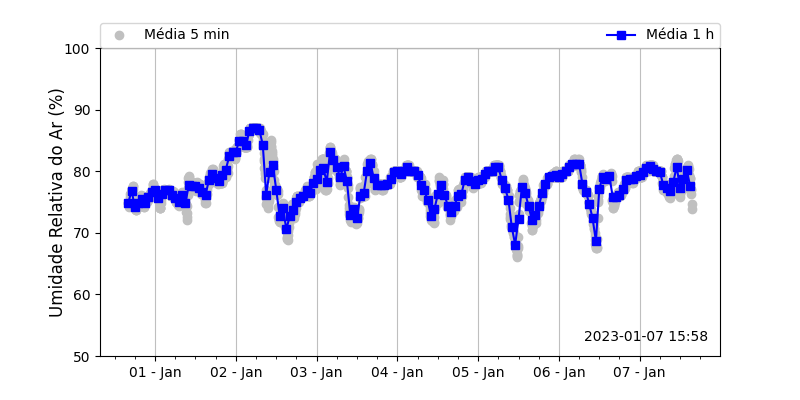 Média 5 min Média 1 h
Umidade Relativa do Ar (%)
100
90
80
70
60
50
2023-01-07 15:58
01 - Jan 02 - Jan 03 - Jan 04 - Jan 05 - Jan 06 - Jan 07 - Jan